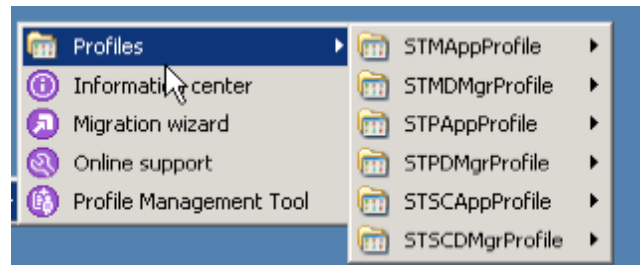 Profiles
Information center
Migration wizard
Online support
Profile Management Tool
STMAppProfile
STMDMgrProfile
STPAppProfile
STPDMgrProfile
STSCAppProfile
STSCDMgrProfile